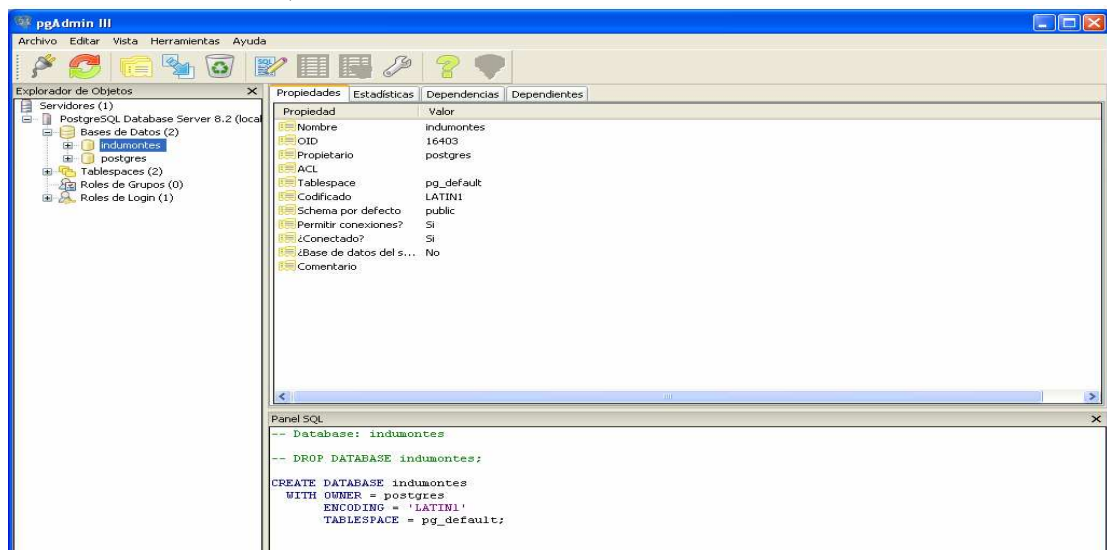 pgAdmin III
Archivo Editar Vista Herramientas Ayuda
SQL
Explorador de Objetos
Servidores (1)
PostgreSQL Database Server 8.2 (local
Bases de Datos (2)
indumontes
postgres
Tablespaces (2)
Roles de Grupos (0)
Roles de Login (1)
Propiedades Estadísticas Dependencias Dependientes
Propiedad Valor
Nombre indumontes
OID 16403
Propietario postgres
ACL
Tablespace pg_default
Codificado LATIN1
Schema por defecto public
Permitir conexiones? Si
¿Conectado? Si
¿Base de datos del s... No
Comentario
Panel SQL
-- Database: indumontes
-- DROP DATABASE indumontes;
CREATE DATABASE indumontes
WITH OWNER = postgres
ENCODING = 'LATIN1'
TABLESPACE = pg_default;